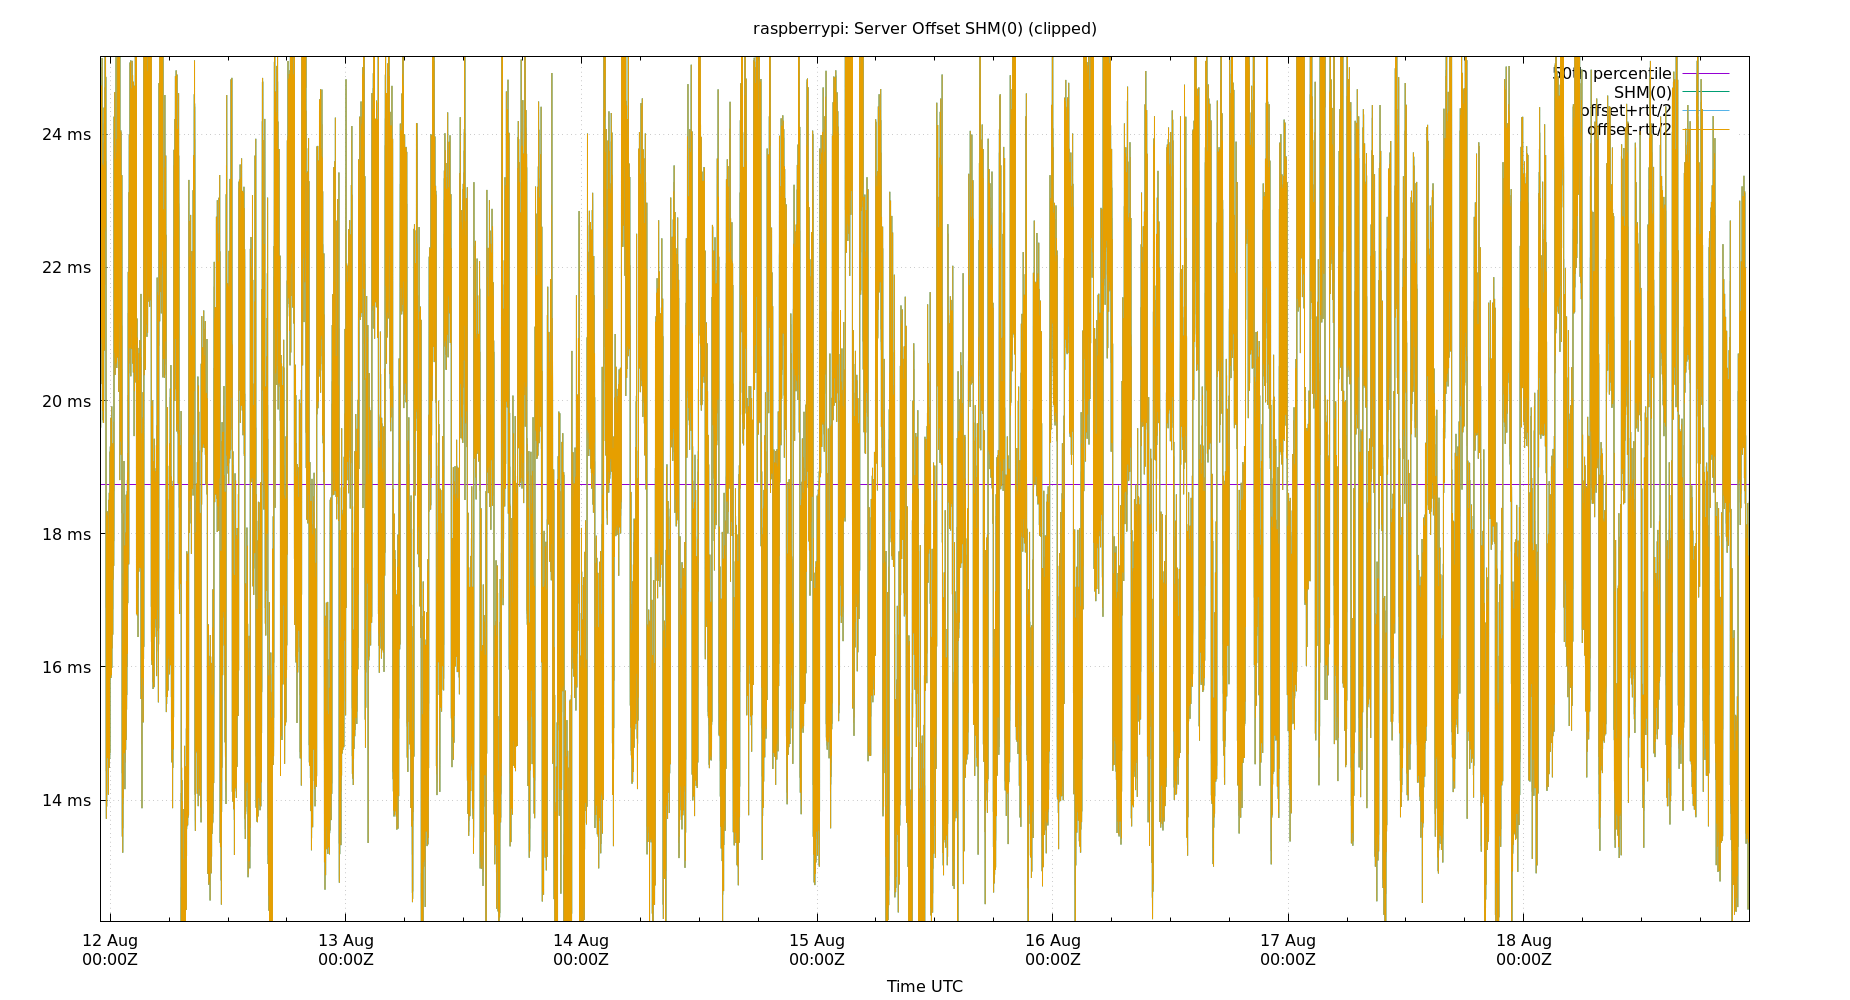 raspberrypi: Server Offset SHM(0) (clipped)
50th percentile
SHM(0)
offset+rtt/2
offset-rtt/2
24 ms
22 ms
20 ms
18 ms
16 ms
14 ms
12 Aug 13 Aug 14 Aug 15 Aug 16 Aug 17 Aug 18 Aug
00:00Z 00:00Z 00:00Z 00:00Z 00:00Z 00:00Z 00:00Z
Time UTC